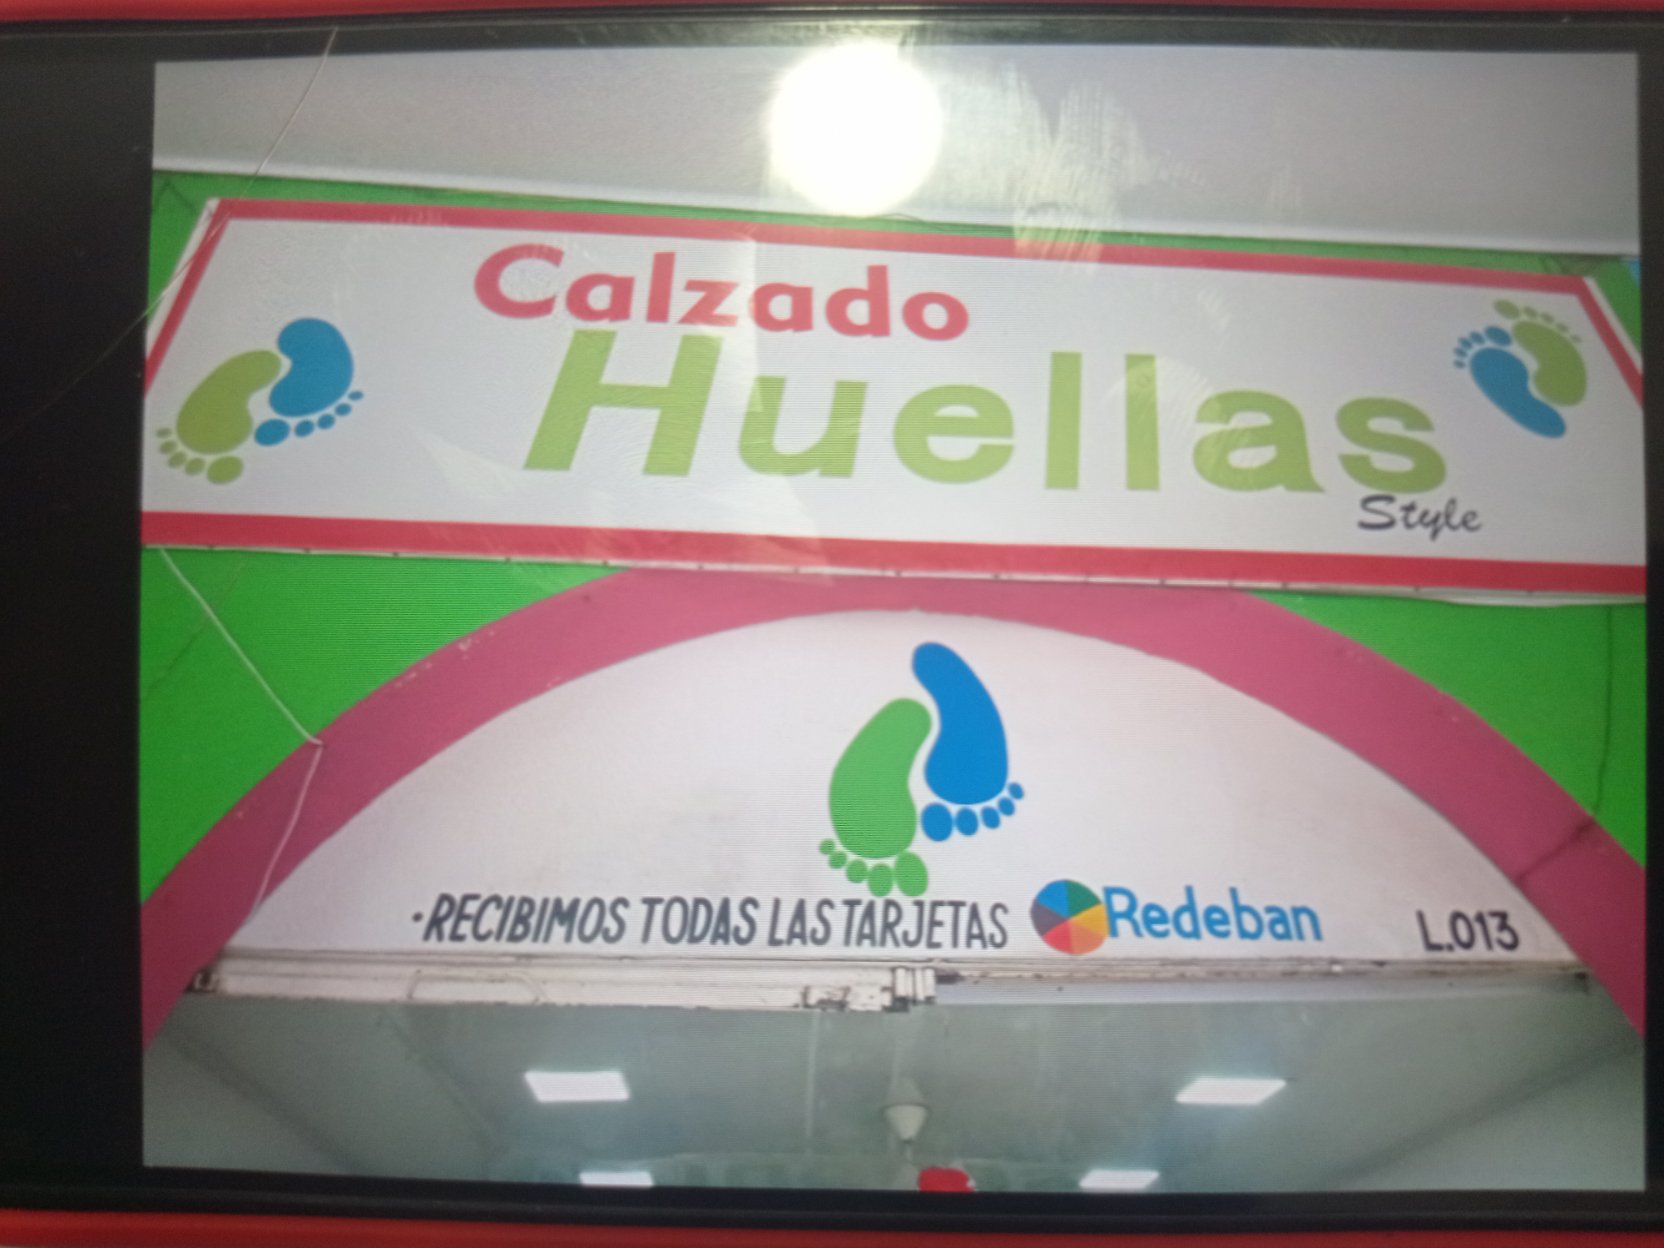 Calzado
Huellas
Style
·RECIBIMOS TODAS LAS TARJETAS Redeban L.013